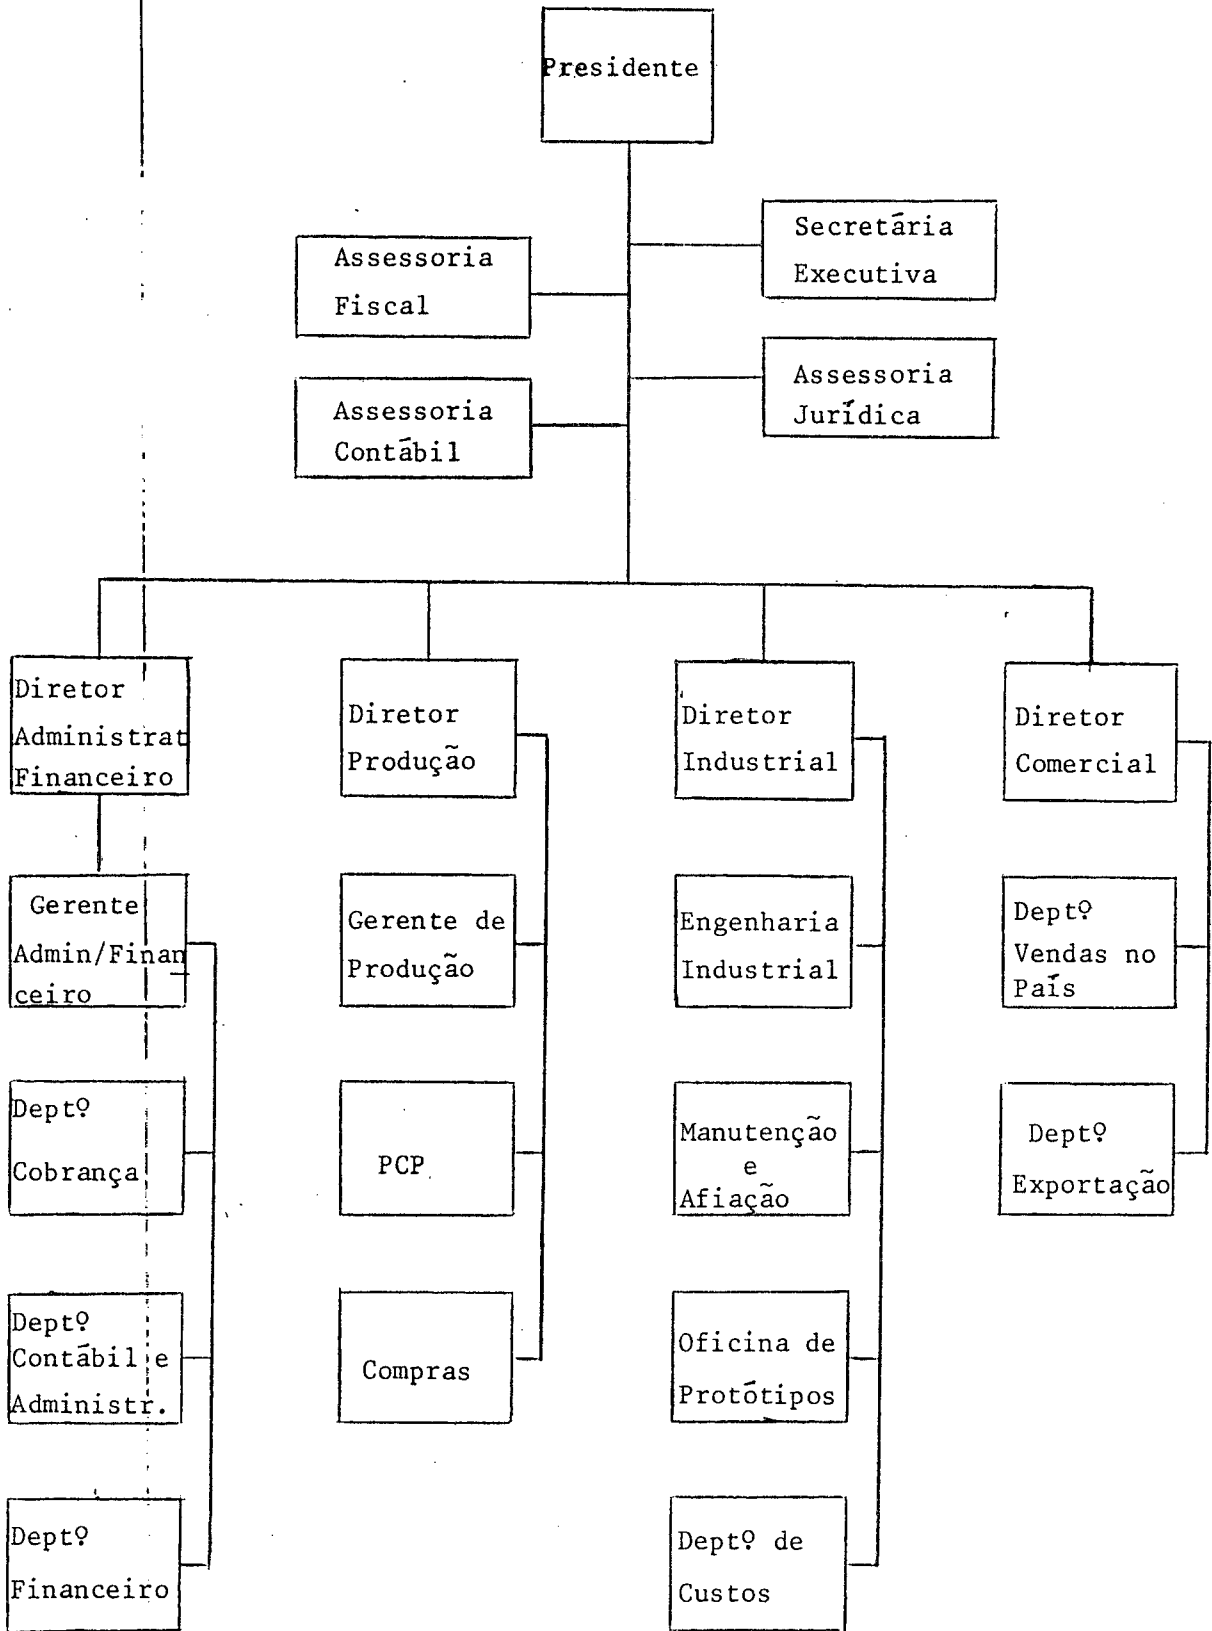 Presidente
Secretária
Executiva
Assessoria
Fiscal
Assessoria
Jurídica
Assessoria
Contábil
Diretor
Administrat
Financeiro
Diretor
Produção
Diretor
Industrial
Diretor
Comercial
Gerente
Admin/Finan
ceiro
Gerente de
Produção
Engenharia
Industrial
Deptº
Vendas no
País
Deptº
Cobrança
PCP
Manutenção
e
Afiação
Deptº
Exportação
Deptº
Contábil e
Administr.
Compras
Oficina de
Protótipos
Deptº
Financeiro
Deptº de
Custos